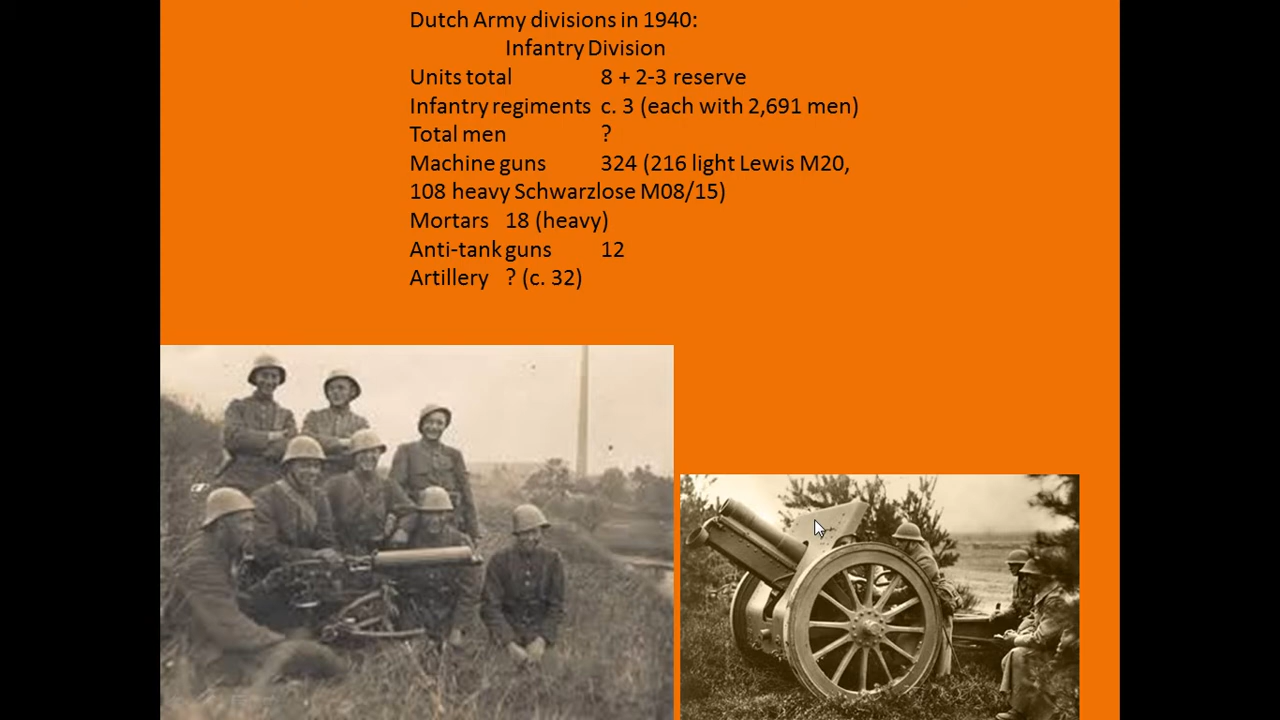 Dutch Army divisions in 1940:
Infantry Division
Units total 8 + 2-3 reserve
Infantry regiments c. 3 (each with 2,691 men)
Total men ?
Machine guns 324 (216 light Lewis M20,
108 heavy Schwarzlose M08/15)
Mortars 18 (heavy)
Anti-tank guns 12
Artillery ? (c. 32)